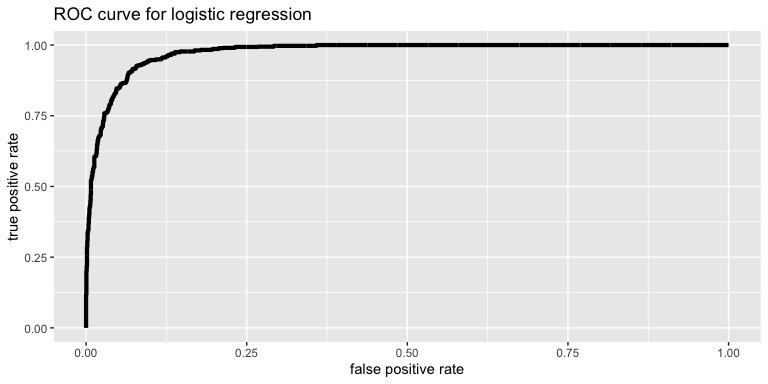 ROC curve for logistic regression
1.00
0.75
0.50
0.25
0.00
true positive rate
0.00 0.25 0.50 0.75 1.00
false positive rate